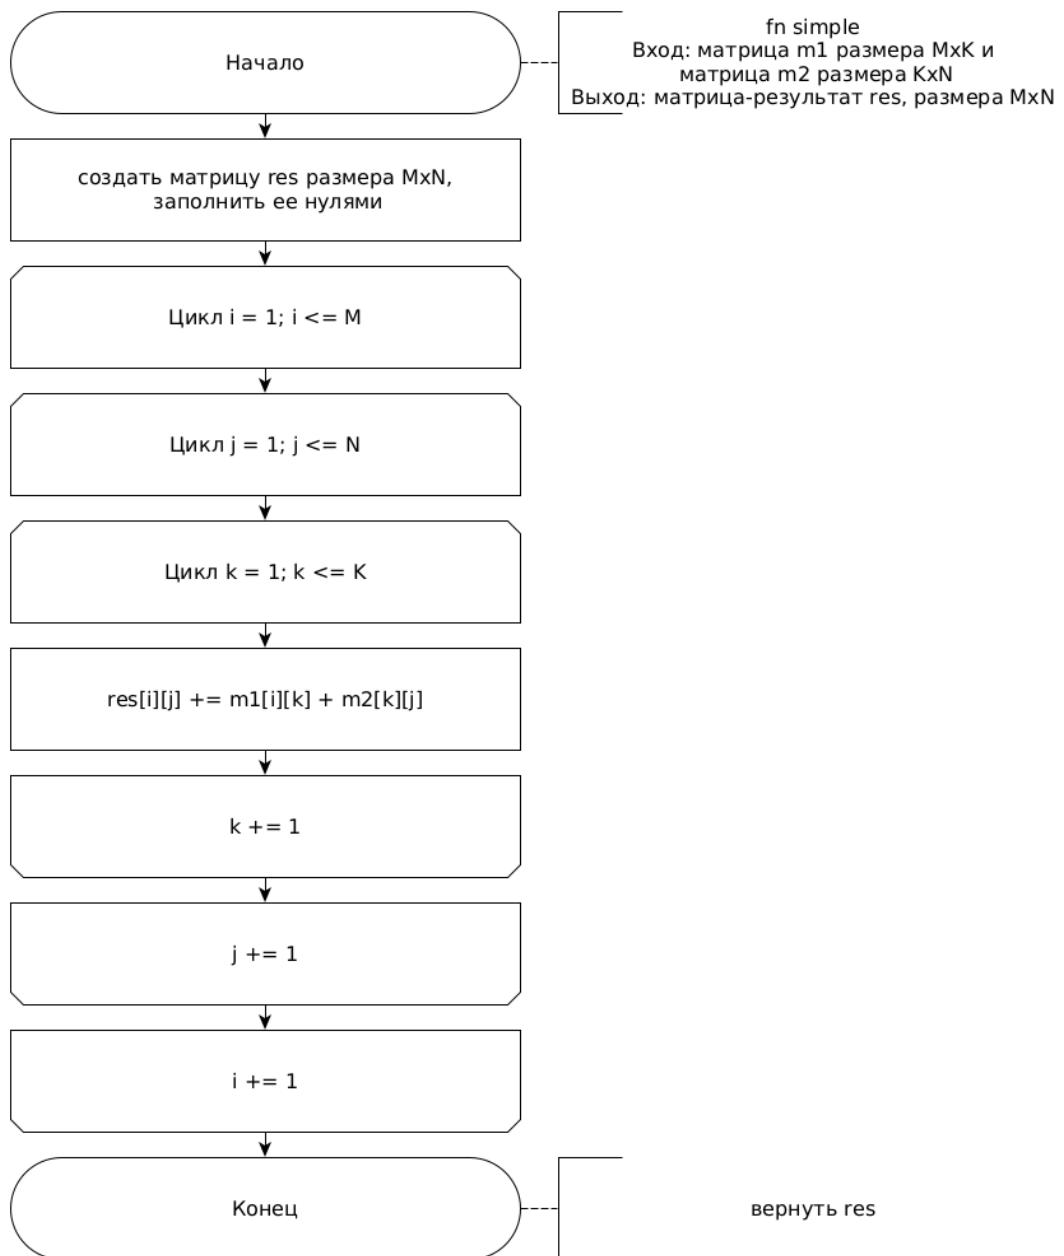 Начало
fn simple
Вход: матрица m1 размера MxK и
матрица m2 размера KxN
Выход: матрица-результат res, размера MxN
создать матрицу res размера MxN,
заполнить ее нулями
Цикл i = 1; i <= M
Цикл j = 1; j <= N
Цикл k = 1; k <= K
res[i][j] += m1[i][k] + m2[k][j]
k += 1
j += 1
i += 1
Конец
вернуть res